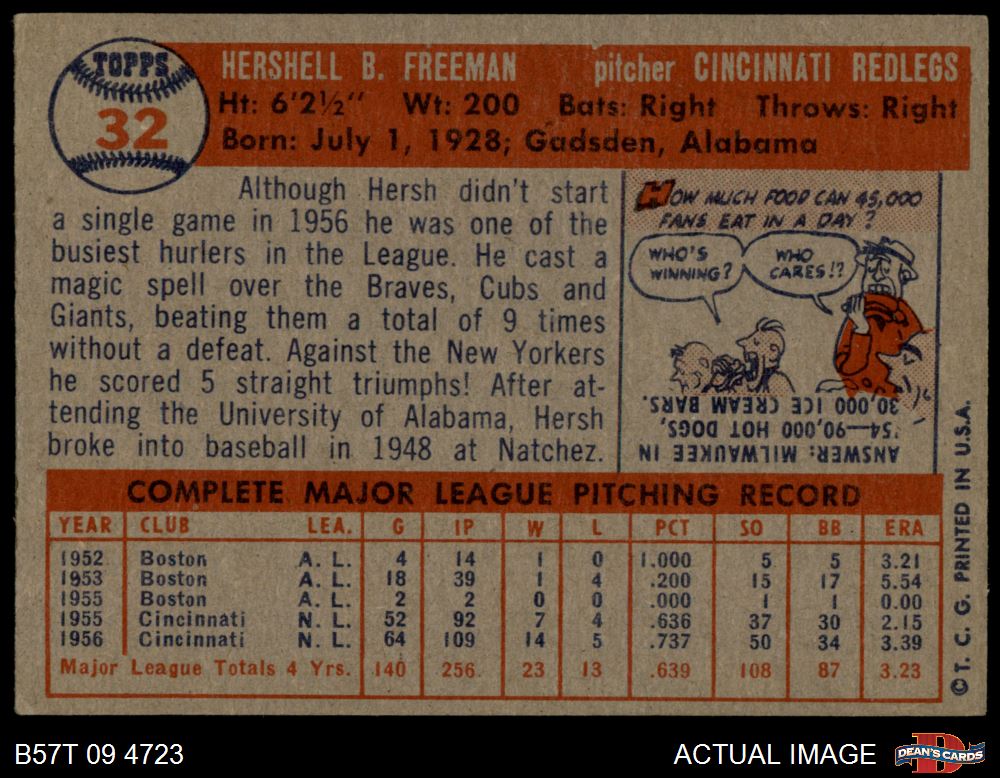 TOPPS
32
HERSHELL B. FREEMAN pitcher CINCINNATI REDLEGS
Ht: 6'2½" Wt: 200 Bats: Right Throws: Right
Born: July 1, 1928; Gadsden, Alabama
Although Hersh didn't start
a single game in 1956 he was one of the
busiest hurlers in the League. He cast a
magic spell over the Braves, Cubs and
Giants, beating them a total of 9 times
without a defeat. Against the New Yorkers
he scored 5 straight triumphs! After at-
tending the University of Alabama, Hersh
broke into baseball in 1948 at Natchez.
HOW MUCH FOOD CAN 45,000
FANS EAT IN A DAY?
WHO'S
WINNING?
WHO
CARES!?
ANSWER: MILWAUKEE IN
'54—90,000 HOT DOGS,
30,000 ICE CREAM BARS.
COMPLETE MAJOR LEAGUE PITCHING RECORD
YEAR CLUB LEA. G IP W L PCT SO BB ERA
1952 Boston A. L. 4 14 1 0 1.000 5 5 3.21
1953 Boston A. L. 18 39 1 4 .200 15 17 5.54
1955 Boston A. L. 2 2 0 0 .000 1 1 0.00
1955 Cincinnati N. L. 52 92 7 4 .636 37 30 2.15
1956 Cincinnati N. L. 64 109 14 5 .737 50 34 3.39
Major League Totals 4 Yrs. 140 256 23 13 .639 108 87 3.23
© T. C. G. PRINTED IN U.S.A.
B57T 09 4723
ACTUAL IMAGE
DEAN'S CARDS